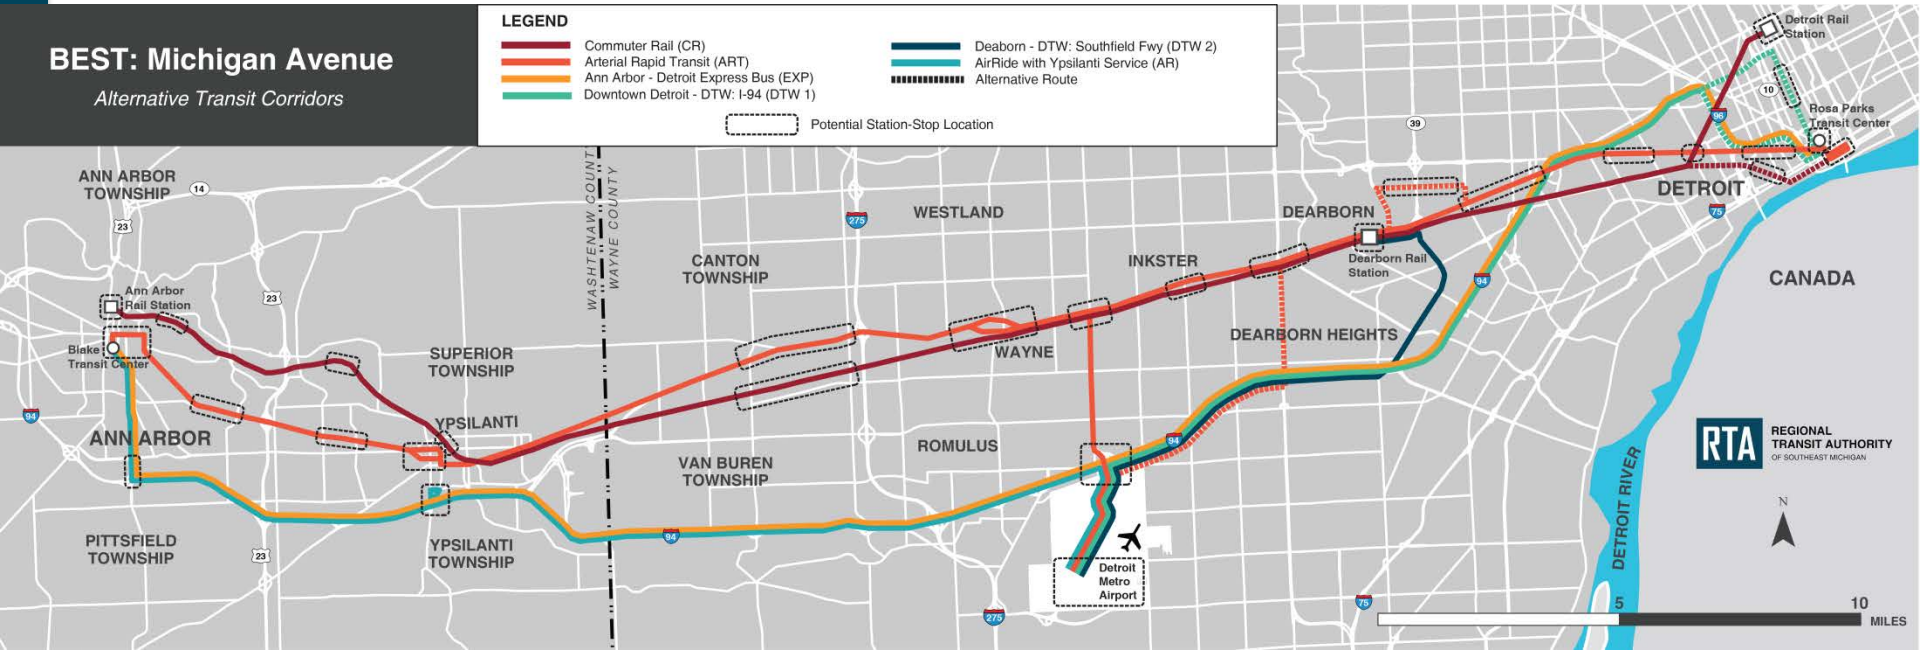 BEST: Michigan Avenue
Alternative Transit Corridors
LEGEND
Commuter Rail (CR)
Arterial Rapid Transit (ART)
Ann Arbor - Detroit Express Bus (EXP)
Downtown Detroit - DTW: I-94 (DTW 1)
Deaborn - DTW: Southfield Fwy (DTW 2)
AirRide with Ypsilanti Service (AR)
Alternative Route
Potential Station-Stop Location
Detroit Rail
Station
10
Rosa Parks
Transit Center
96
39
ANN ARBOR
TOWNSHIP
14
23
WASHTENAW COUNTY
WAYNE COUNTY
275
WESTLAND
DEARBORN
DETROIT
75
CANTON
TOWNSHIP
INKSTER
Dearborn Rail
Station
94
CANADA
Ann Arbor
Rail Station
23
Blake
Transit Center
SUPERIOR
TOWNSHIP
WAYNE
DEARBORN HEIGHTS
94
ANN ARBOR
YPSILANTI
ROMULUS
94
VAN BUREN
TOWNSHIP
RTA
REGIONAL
TRANSIT AUTHORITY
OF SOUTHEAST MICHIGAN
N
DETROIT RIVER
PITTSFIELD
TOWNSHIP
23
YPSILANTI
TOWNSHIP
94
Detroit
Metro
Airport
275
75
5
10
MILES